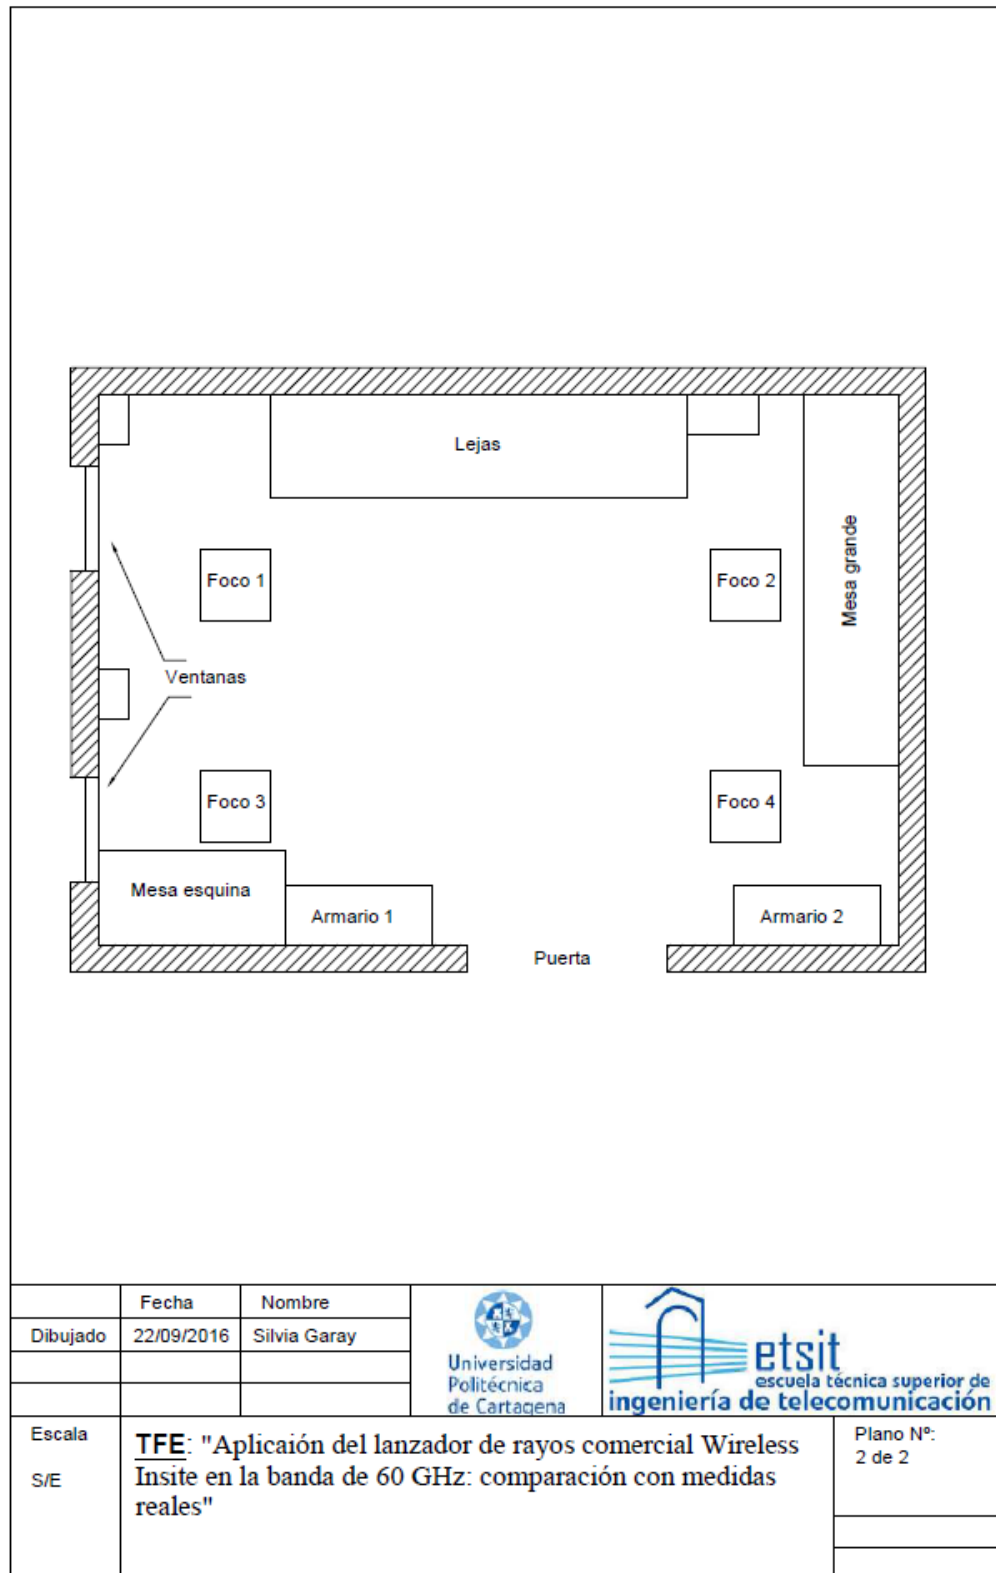 Lejas
Mesa grande
Foco 1
Foco 2
Ventanas
Foco 3
Foco 4
Mesa esquina
Armario 1
Armario 2
Puerta
Fecha
Nombre
Dibujado
22/09/2016
Silvia Garay
Universidad
Politécnica
de Cartagena
etsit
escuela técnica superior de
ingeniería de telecomunicación
Escala
S/E
TFE: "Aplicaión del lanzador de rayos comercial Wireless
Insite en la banda de 60 GHz: comparación con medidas
reales"
Plano Nº:
2 de 2